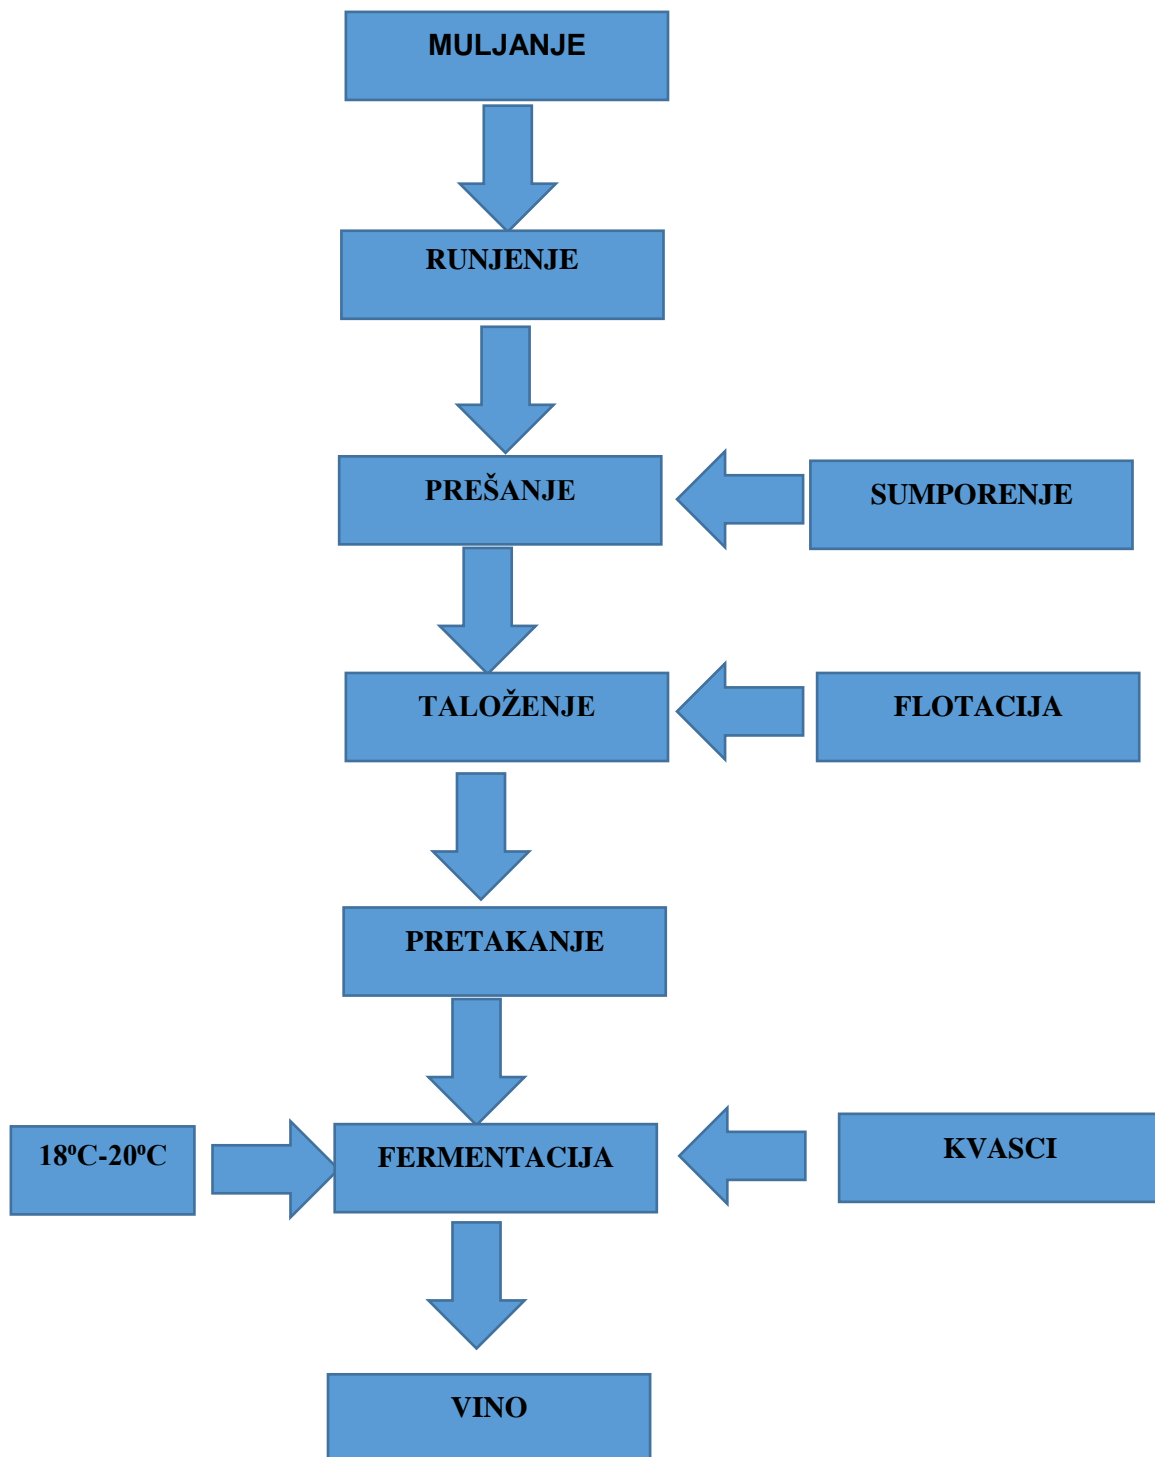 MULJANJE
RUNJENJE
PREŠANJE
SUMPORENJE
TALOŽENJE
FLOTACIJA
PRETAKANJE
18ºC-20ºC
FERMENTACIJA
KVASCI
VINO